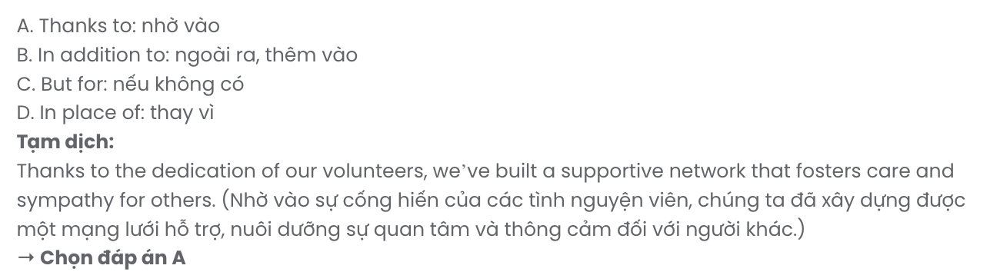 A. Thanks to: nhờ vào
B. In addition to: ngoài ra, thêm vào
C. But for: nếu không có
D. In place of: thay vì
Tạm dịch:
Thanks to the dedication of our volunteers, we’ve built a supportive network that fosters care and
sympathy for others. (Nhờ vào sự cống hiến của các tình nguyện viên, chúng ta đã xây dựng được
một mạng lưới hỗ trợ, nuôi dưỡng sự quan tâm và thông cảm đối với người khác.)
→ Chọn đáp án A